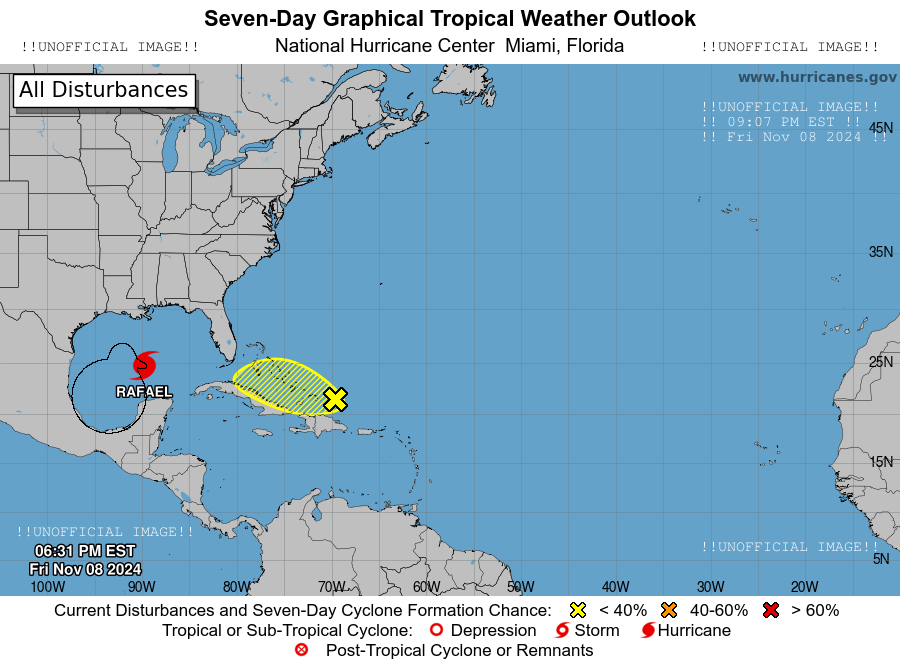 Seven-Day Graphical Tropical Weather Outlook
!!UNOFFICIAL IMAGE!! National Hurricane Center Miami, Florida !!UNOFFICIAL IMAGE!!
All Disturbances
www.hurricanes.gov
!!UNOFFICIAL IMAGE!!
!! 09:07 PM EST !!
!! Fri Nov 08 2024 !!
45N
35N
25N
RAFAEL
15N
!!UNOFFICIAL IMAGE!!
!!UNOFFICIAL IMAGE!!
06:31 PM EST
5N
Fri Nov 08 2024
100W 90W 80W 70W 60W 50W 40W 30W 20W
Current Disturbances and Seven-Day Cyclone Formation Chance: < 40% 40-60% > 60%
Tropical or Sub-Tropical Cyclone: Depression Storm Hurricane
Post-Tropical Cyclone or Remnants